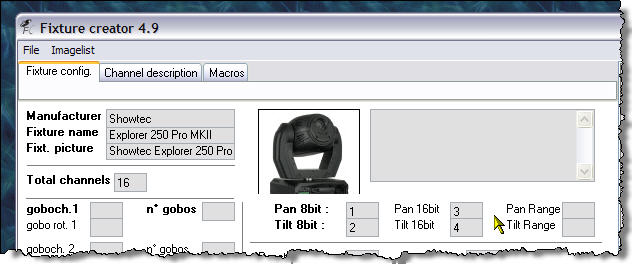 Fixture creator 4.9
File Imagelist
Fixture config. Channel description Macros
Manufacturer Showtec
Fixture name Explorer 250 Pro MKII
Fixt. picture Showtec Explorer 250 Pro
Total channels 16
goboch.1 n° gobos Pan 8bit : 1 Pan 16bit 3 Pan Range
gobo rot. 1 Tilt 8bit : 2 Tilt 16bit 4 Tilt Range
goboch. 2 n° gobos